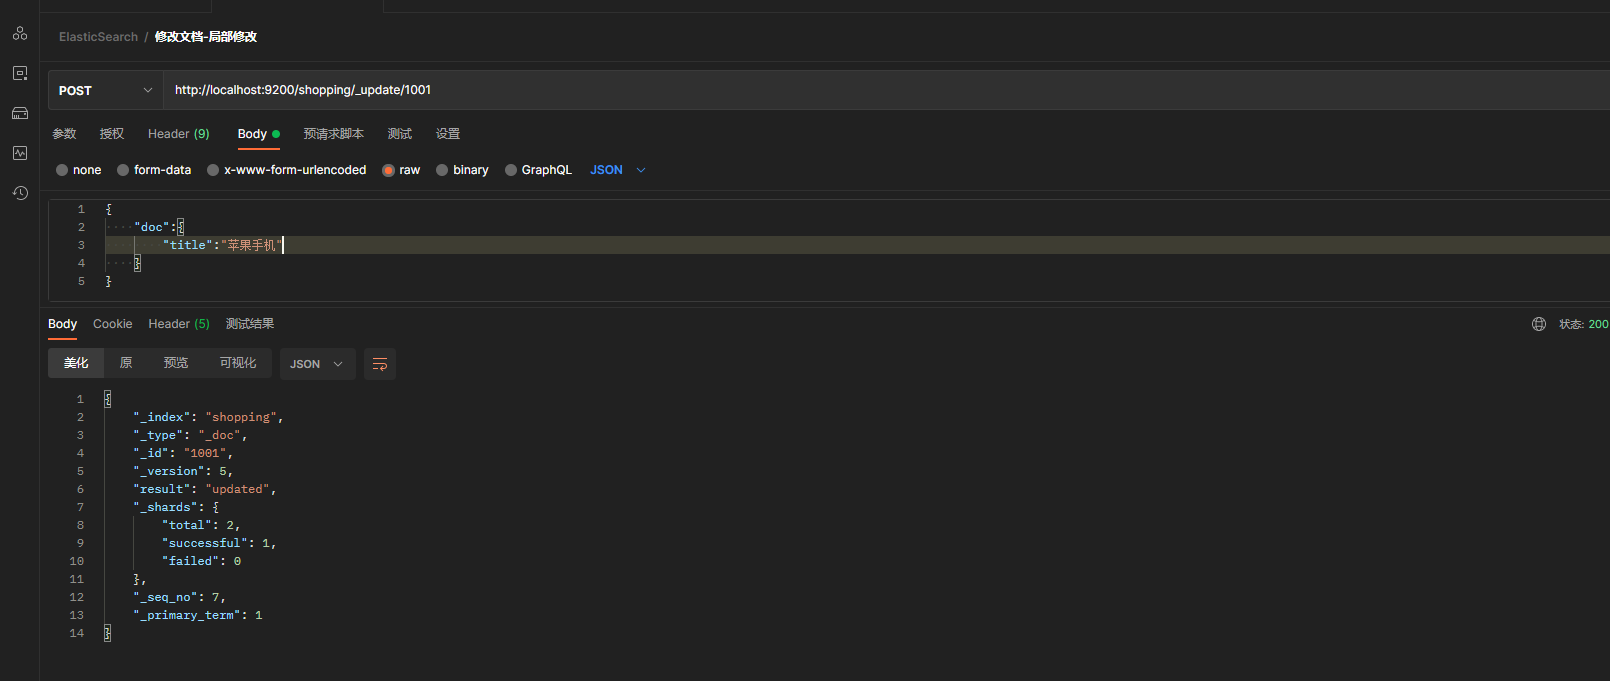 ElasticSearch / 修改文档-局部修改
POST http://localhost:9200/shopping/_update/1001
参数 授权 Header (9) Body 预请求脚本 测试 设置
none form-data x-www-form-urlencoded raw binary GraphQL JSON
1 {
2 "doc":{
3 "title":"苹果手机"
4 }
5 }
Body Cookie Header (5) 测试结果 状态: 200
美化 原 预览 可视化 JSON
1 {
2 "_index": "shopping",
3 "_type": "_doc",
4 "_id": "1001",
5 "_version": 5,
6 "result": "updated",
7 "_shards": {
8 "total": 2,
9 "successful": 1,
10 "failed": 0
11 },
12 "_seq_no": 7,
13 "_primary_term": 1
14 }